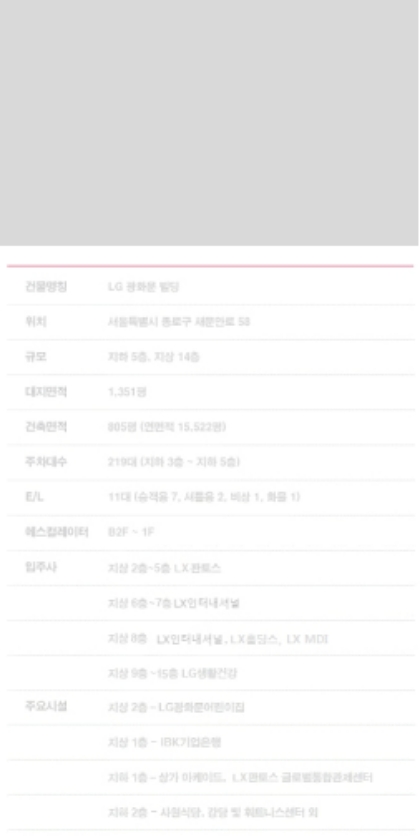 건물명칭 LG 광화문 빌딩
위치 서울특별시 종로구 새문안로 58
규모 지하 5층, 지상 14층
대지면적 1,351평
건축면적 805평 (연면적 15,522평)
주차대수 219대 (지하 3층 ~ 지하 5층)
E/L 11대 (승객용 7, 셔틀용 2, 비상 1, 화물 1)
에스컬레이터 B2F ~ 1F
입주사 지상 2층~5층 LX판토스
지상 6층~7층 LX인터내셔널
지상 8층 LX인터내셔널, LX홀딩스, LX MDI
지상 9층 ~15층 LG생활건강
주요시설 지상 2층 - LG광화문어린이집
지상 1층 ~ IBK기업은행
지하 1층 - 상가 아케이드, LX판토스 글로벌통합관제센터
지하 2층 ~ 사원식당, 강당 및 휘트니스센터 외